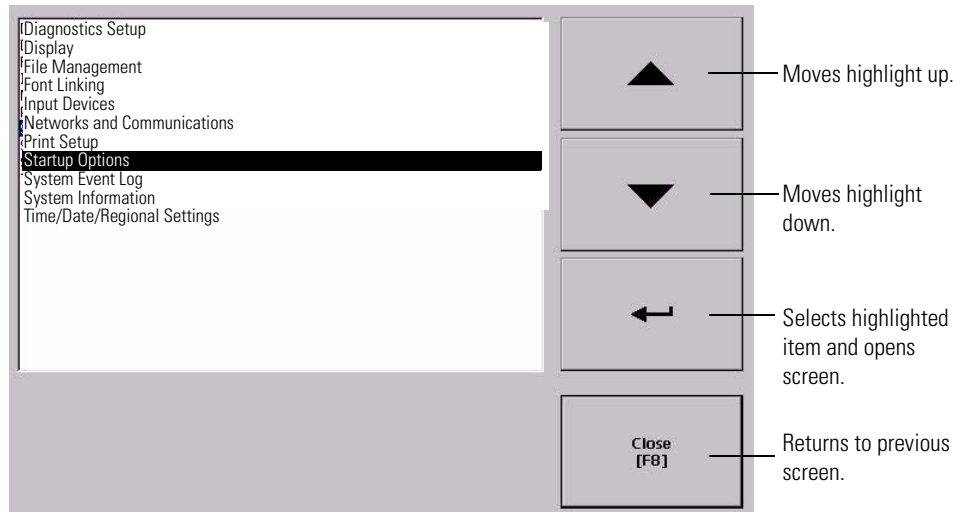 Diagnostics Setup
Display
File Management
Font Linking
Input Devices
Networks and Communications
Print Setup
Startup Options
System Event Log
System Information
Time/Date/Regional Settings
Moves highlight up.
Moves highlight
down.
Selects highlighted
item and opens
screen.
Close
[F8]
Returns to previous
screen.